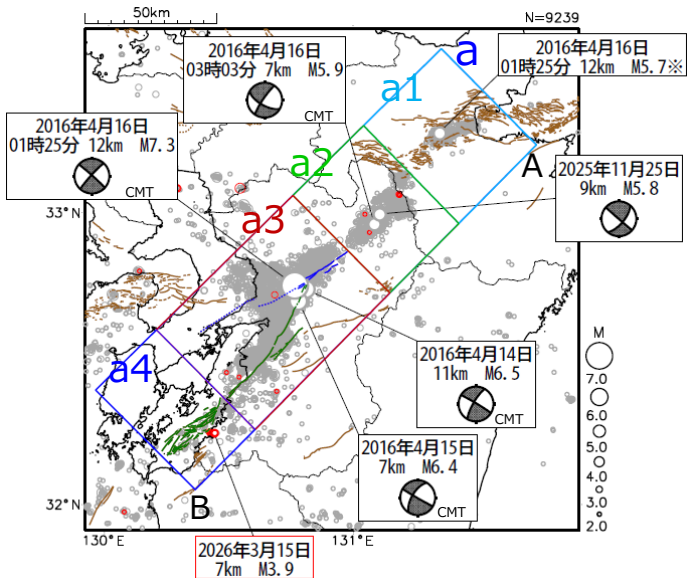 50km
N=9239
2016年4月16日
03時03分 7km M5.9
CMT
2016年4月16日
01時25分 12km M5.7※
2016年4月16日
01時25分 12km M7.3
CMT
2025年11月25日
9km M5.8
a
a1
a2
a3
a4
A
B
33°N
32°N
130°E
131°E
2016年4月14日
11km M6.5
CMT
2016年4月15日
7km M6.4
CMT
2026年3月15日
7km M3.9
M
7.0
6.0
5.0
4.0
3.0
2.0